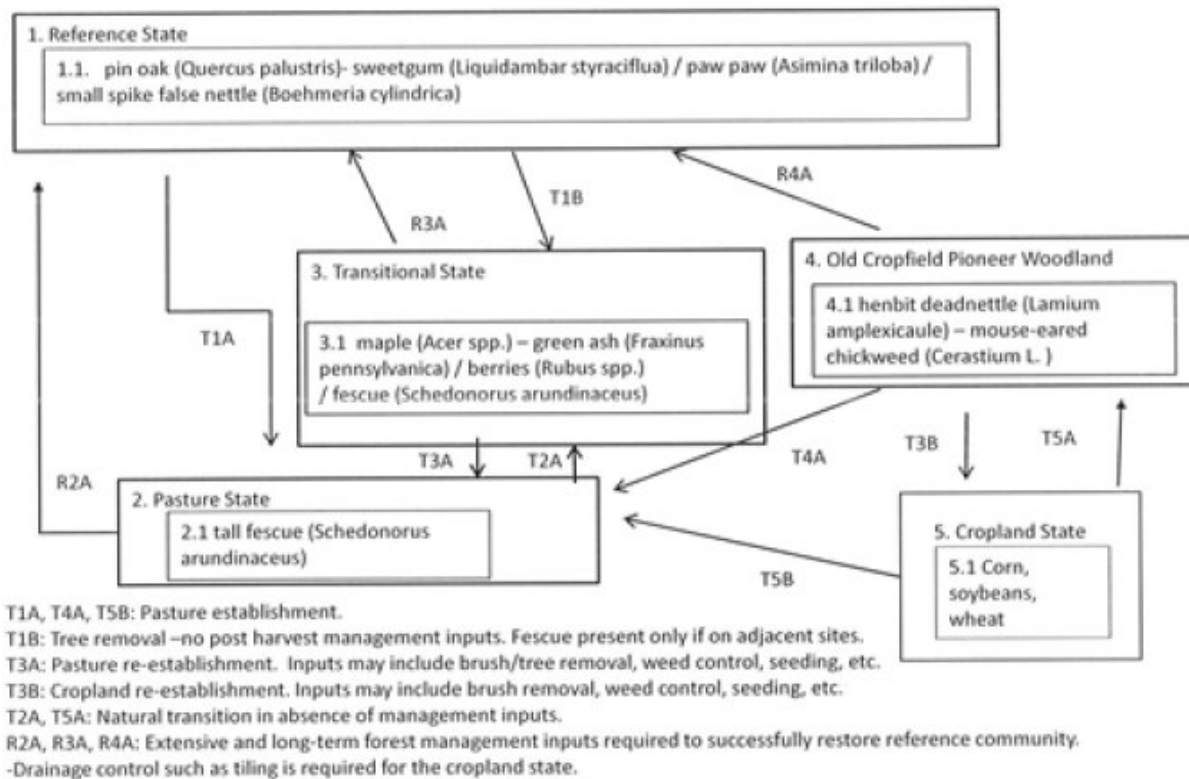 1. Reference State
1.1. pin oak (Quercus palustris)- sweetgum (Liquidambar styraciflua) / paw paw (Asimina triloba) /
small spike false nettle (Boehmeria cylindrica)
R4A
T1B
R3A
3. Transitional State
4. Old Cropfield Pioneer Woodland
4.1 henbit deadnettle (Lamium
amplexicaule) – mouse-eared
chickweed (Cerastium L. )
T1A
3.1 maple (Acer spp.) – green ash (Fraxinus
pennsylvanica) / berries (Rubus spp.)
/ fescue (Schedonorus arundinaceus)
T3A
T2A
T4A
T3B
T5A
R2A
2. Pasture State
2.1 tall fescue (Schedonorus
arundinaceus)
5. Cropland State
5.1 Corn,
soybeans,
wheat
T5B
T1A, T4A, T5B: Pasture establishment.
T1B: Tree removal –no post harvest management inputs. Fescue present only if on adjacent sites.
T3A: Pasture re-establishment. Inputs may include brush/tree removal, weed control, seeding, etc.
T3B: Cropland re-establishment. Inputs may include brush removal, weed control, seeding, etc.
T2A, T5A: Natural transition in absence of management inputs.
R2A, R3A, R4A: Extensive and long-term forest management inputs required to successfully restore reference community.
-Drainage control such as tiling is required for the cropland state.